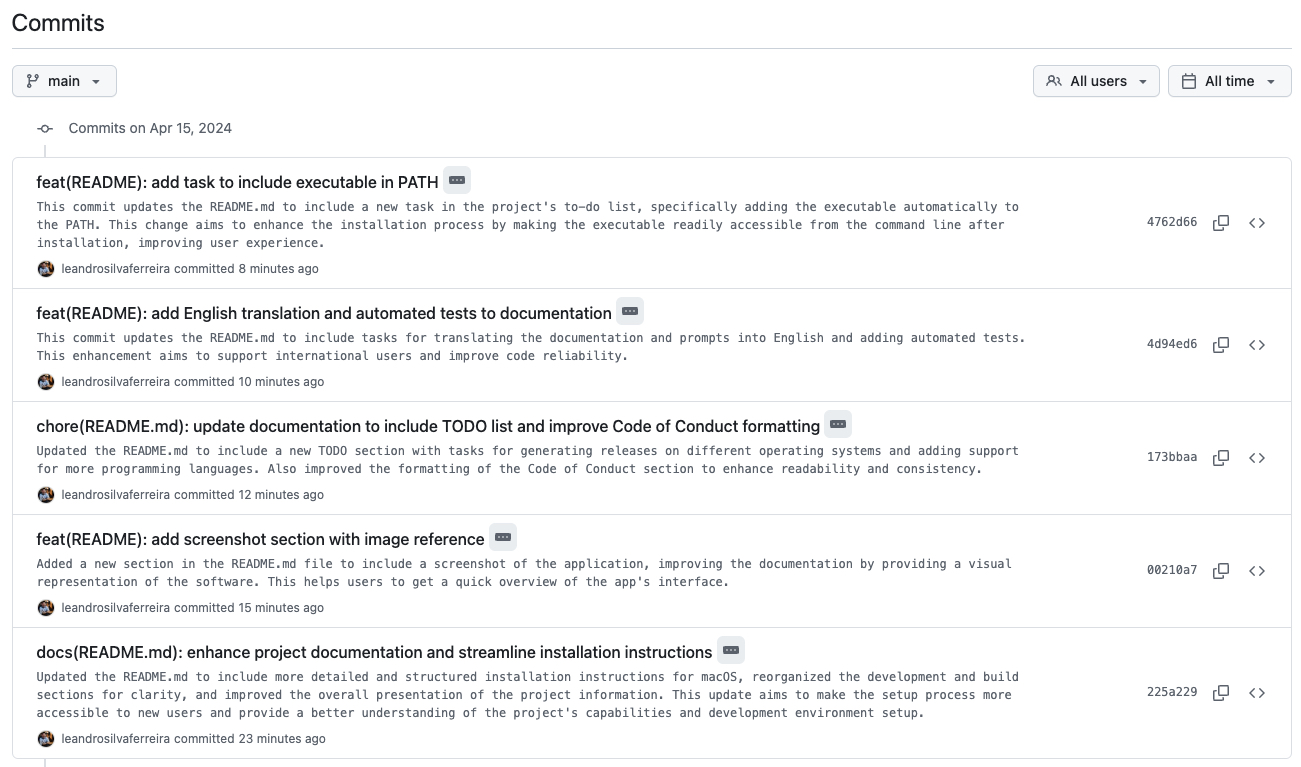 Commits
main
All users
All time
Commits on Apr 15, 2024
feat(README): add task to include executable in PATH
This commit updates the README.md to include a new task in the project's to-do list, specifically adding the executable automatically to
the PATH. This change aims to enhance the installation process by making the executable readily accessible from the command line after
installation, improving user experience.
4762d66
leandrosilvaferreira committed 8 minutes ago
feat(README): add English translation and automated tests to documentation
This commit updates the README.md to include tasks for translating the documentation and prompts into English and adding automated tests.
This enhancement aims to support international users and improve code reliability.
4d94ed6
leandrosilvaferreira committed 10 minutes ago
chore(README.md): update documentation to include TODO list and improve Code of Conduct formatting
Updated the README.md to include a new TODO section with tasks for generating releases on different operating systems and adding support
for more programming languages. Also improved the formatting of the Code of Conduct section to enhance readability and consistency.
173bbaa
leandrosilvaferreira committed 12 minutes ago
feat(README): add screenshot section with image reference
Added a new section in the README.md file to include a screenshot of the application, improving the documentation by providing a visual
representation of the software. This helps users to get a quick overview of the app's interface.
00210a7
leandrosilvaferreira committed 15 minutes ago
docs(README.md): enhance project documentation and streamline installation instructions
Updated the README.md to include more detailed and structured installation instructions for macOS, reorganized the development and build
sections for clarity, and improved the overall presentation of the project information. This update aims to make the setup process more
accessible to new users and provide a better understanding of the project's capabilities and development environment setup.
225a229
leandrosilvaferreira committed 23 minutes ago